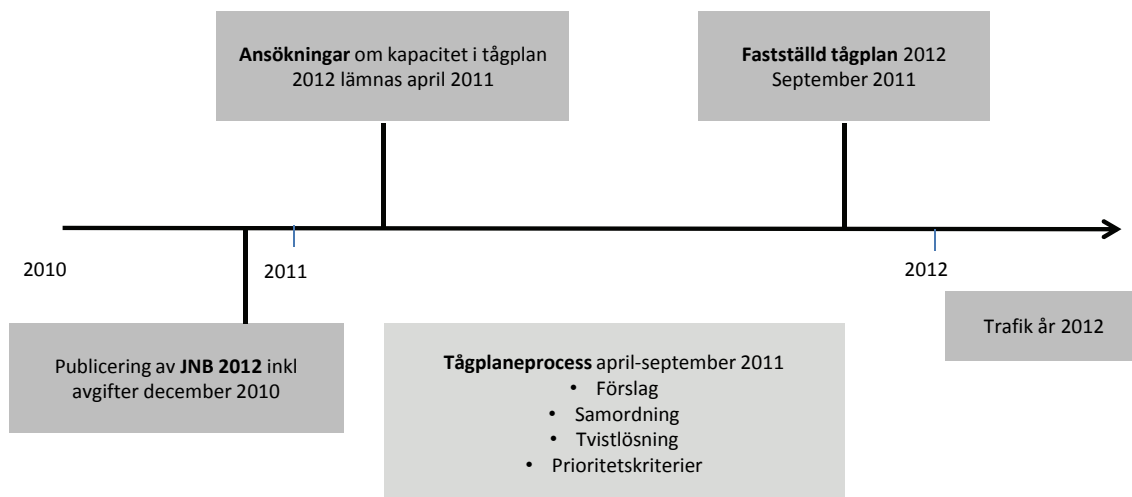 Ansökningar om kapacitet i tågplan
2012 lämnas april 2011
Fastställd tågplan 2012
September 2011
2010
2011
2012
Publicering av JNB 2012 inkl
avgifter december 2010
Tågplaneprocess april-september 2011
• Förslag
• Samordning
• Tvistlösning
• Prioritetskriterier
Trafik år 2012